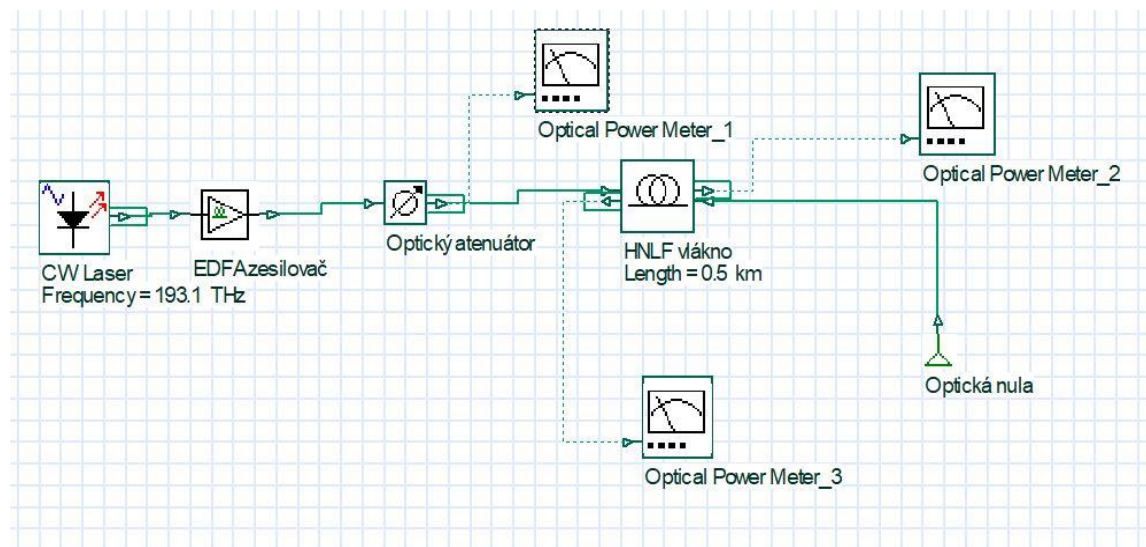 Optical Power Meter_1
Optical Power Meter_2
CW Laser
Frequency = 193.1 THz
EDFAzesilovač
Optický atenuátor
HNLF vlákno
Length = 0.5 km
Optická nula
Optical Power Meter_3